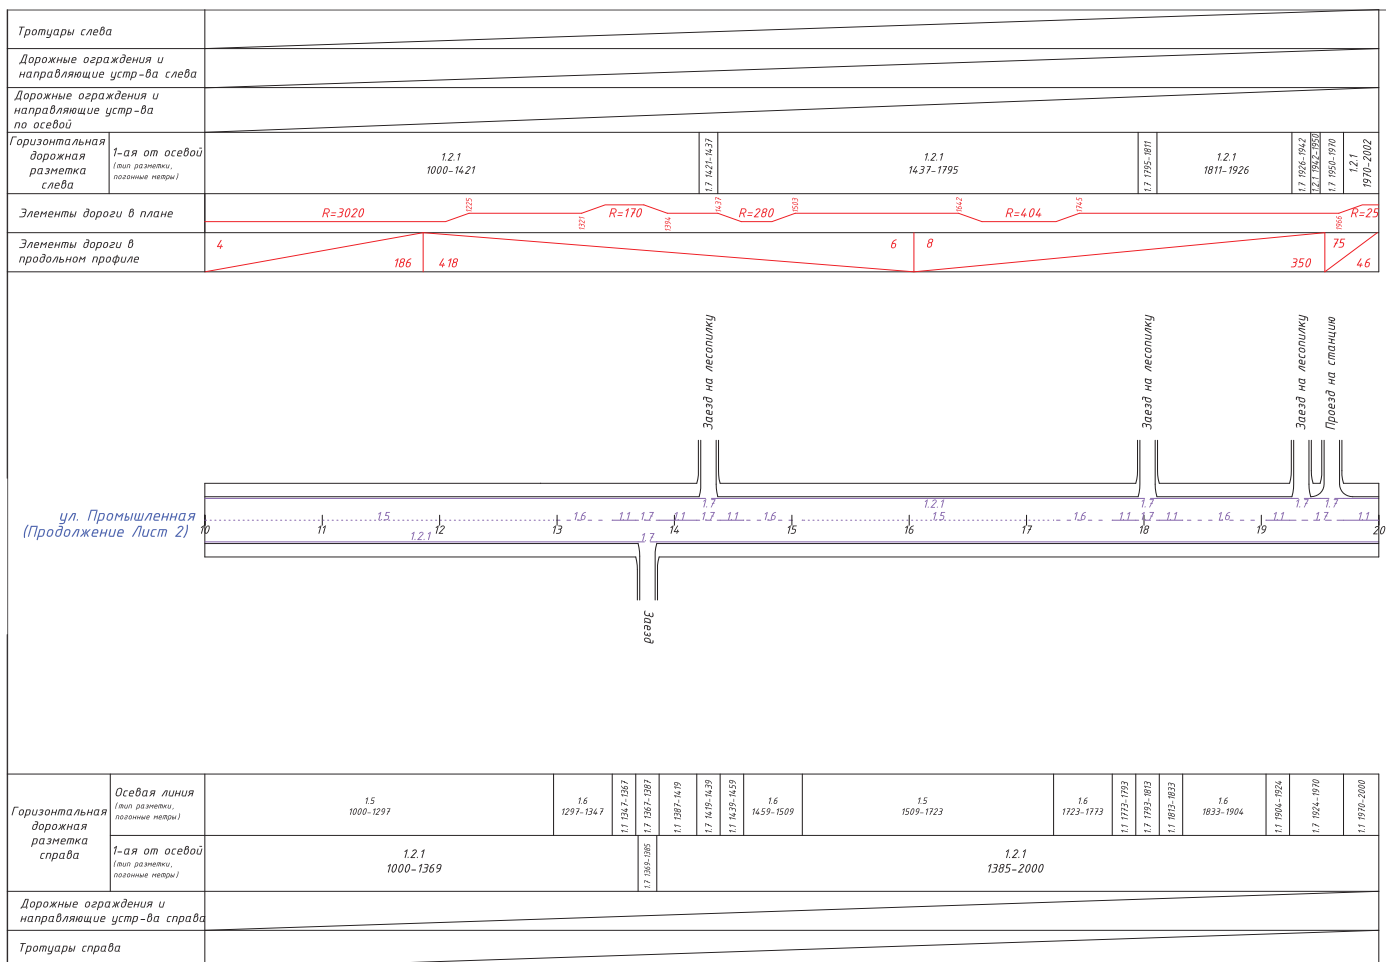 Тротуары слева
Дорожные ограждения и
направляющие устр-ва слева
Дорожные ограждения и
направляющие устр-ва
по осевой
Горизонтальная
дорожная
разметка
слева
1-ая от осевой
(тип разметки,
погонные метры)
1.2.1
1000-1421
1.7 1421-1437
1.2.1
1437-1795
1.7 1795-1811
1.2.1
1811-1926
1.7 1926-1942
1.2.1 1942-1950
1.7 1950-1970
1.2.1
1970-2002
Элементы дороги в плане
R=3020
1225
1321
R=170
1394
1437
R=280
1503
1642
R=404
1745
1966
R=25
Элементы дороги в
продольном профиле
4
186
418
6
8
350
75
46
Заезд на лесопилку
Заезд на лесопилку
Заезд на лесопилку
Проезд на станцию
ул. Промышленная
(Продолжение Лист 2)
1.7
1.2.1
1.7
1.7
1.7
1.5
1.6
1.1
1.7
1.1
1.7
1.1
1.6
1.5
1.6
1.1
1.7
1.1
1.6
1.1
1.7
1.1
10
11
12
13
14
15
16
17
18
19
20
1.2.1
1.7
Заезд
Горизонтальная
дорожная
разметка
справа
Осевая линия
(тип разметки,
погонные метры)
1.5
1000-1297
1.6
1297-1347
1.1 1347-1367
1.7 1367-1387
1.1 1387-1419
1.7 1419-1439
1.1 1439-1459
1.6
1459-1509
1.5
1509-1723
1.6
1723-1773
1.1 1773-1793
1.7 1793-1813
1.1 1813-1833
1.6
1833-1904
1.1 1904-1924
1.7 1924-1970
1.1 1970-2000
1-ая от осевой
(тип разметки,
погонные метры)
1.2.1
1000-1369
1.7 1369-1385
1.2.1
1385-2000
Дорожные ограждения и
направляющие устр-ва справа
Тротуары справа